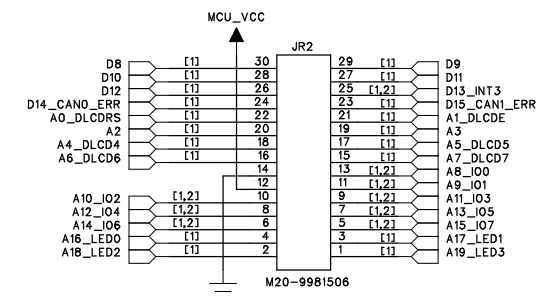 MCU_VCC
JR2
D8 [1] 30 29 [1] D9
D10 [1] 28 27 [1] D11
D12 [1] 26 25 [1,2] D13_INT3
D14_CAN0_ERR [1] 24 23 [1] D15_CAN1_ERR
A0_DLCDRS [1] 22 21 [1] A1_DLCDE
A2 [1] 20 19 [1] A3
A4_DLCD4 [1] 18 17 [1] A5_DLCD5
A6_DLCD6 [1] 16 15 [1] A7_DLCD7
14 13 [1,2] A8_IO0
12 11 [1,2] A9_IO1
A10_IO2 [1,2] 10 9 [1,2] A11_IO3
A12_IO4 [1,2] 8 7 [1,2] A13_IO5
A14_IO6 [1,2] 6 5 [1,2] A15_IO7
A16_LED0 [1] 4 3 [1] A17_LED1
A18_LED2 [1] 2 1 [1] A19_LED3
M20-9981506